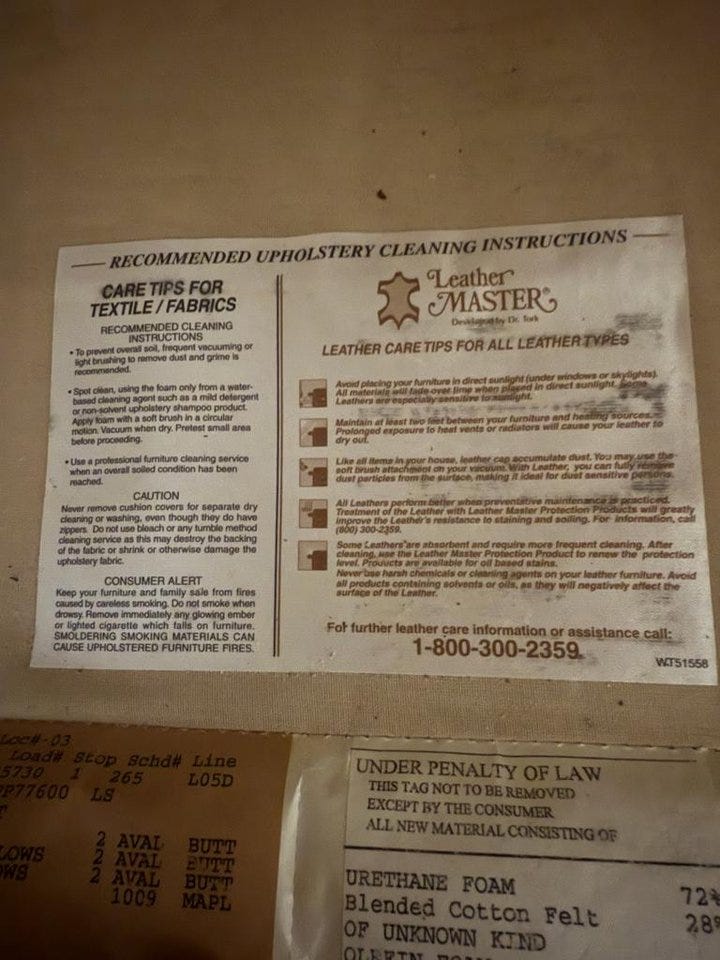 RECOMMENDED UPHOLSTERY CLEANING INSTRUCTIONS
CARE TIPS FOR
TEXTILE / FABRICS
RECOMMENDED CLEANING
INSTRUCTIONS
• To prevent overall soil, frequent vacuuming or
light brushing to remove dust and grime is
recommended.
• Spot clean, using the foam only from a water-
based cleaning agent such as a mild detergent
or non-solvent upholstery shampoo product.
Apply foam with a soft brush in a circular
motion. Vacuum when dry. Pretest small area
before proceeding.
• Use a professional furniture cleaning service
when an overall soiled condition has been
reached.
CAUTION
Never remove cushion covers for separate dry
cleaning or washing, even though they do have
zippers. Do not use bleach or any tumble method
cleaning service as this may destroy the backing
of the fabric or shrink or otherwise damage the
upholstery fabric.
CONSUMER ALERT
Keep your furniture and family safe from fires
caused by careless smoking. Do not smoke when
drowsy. Remove immediately any glowing ember
or lighted cigarette which falls on furniture.
SMOLDERING SMOKING MATERIALS CAN
CAUSE UPHOLSTERED FURNITURE FIRES.
Leather
MASTER®
Developed by Dr. Tork
LEATHER CARE TIPS FOR ALL LEATHER TYPES
Avoid placing your furniture in direct sunlight (under windows or skylights).
All materials will fade over time when placed in direct sunlight. Some
Leathers are especially sensitive to sunlight.
Maintain at least two feet between your furniture and heating sources.
Prolonged exposure to heat vents or radiators will cause your leather to
dry out.
Like all items in your house, leather can accumulate dust. You may use the
soft brush attachment on your vacuum. With Leather, you can fully remove
dust particles from the surface, making it ideal for dust sensitive persons.
All Leathers perform better when preventative maintenance is practiced.
Treatment of the Leather with Leather Master Protection Products will greatly
improve the Leather's resistance to staining and soiling. For information, call
(800) 300-2359.
Some Leathers are absorbent and require more frequent cleaning. After
cleaning, use the Leather Master Protection Product to renew the protection
level. Products are available for oil based stains.
Never use harsh chemicals or cleaning agents on your leather furniture. Avoid
all products containing solvents or oils, as they will negatively affect the
surface of the Leather.
For further leather care information or assistance call:
1-800-300-2359
WT51558
Loc#-03
Load# Stop Schd# Line
5730 1 265 L05D
P77600 LS
T
2 AVAL BUTT
LOWS 2 AVAL BUTT
WS 2 AVAL BUTT
1009 MAPL
UNDER PENALTY OF LAW
THIS TAG NOT TO BE REMOVED
EXCEPT BY THE CONSUMER
ALL NEW MATERIAL CONSISTING OF
URETHANE FOAM 72%
Blended Cotton Felt 28%
OF UNKNOWN KIND